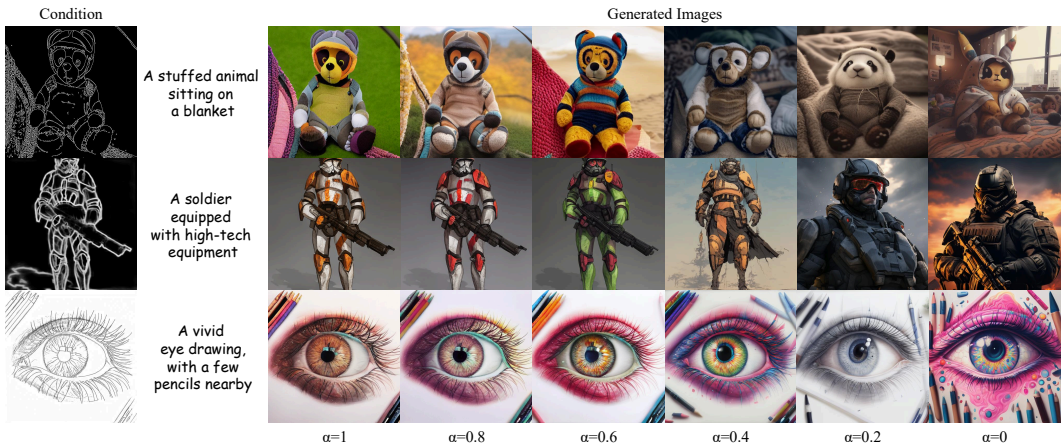 Condition
Generated Images
A stuffed animal
sitting on
a blanket
A soldier
equipped
with high-tech
equipment
A vivid
eye drawing,
with a few
pencils nearby
α=1
α=0.8
α=0.6
α=0.4
α=0.2
α=0